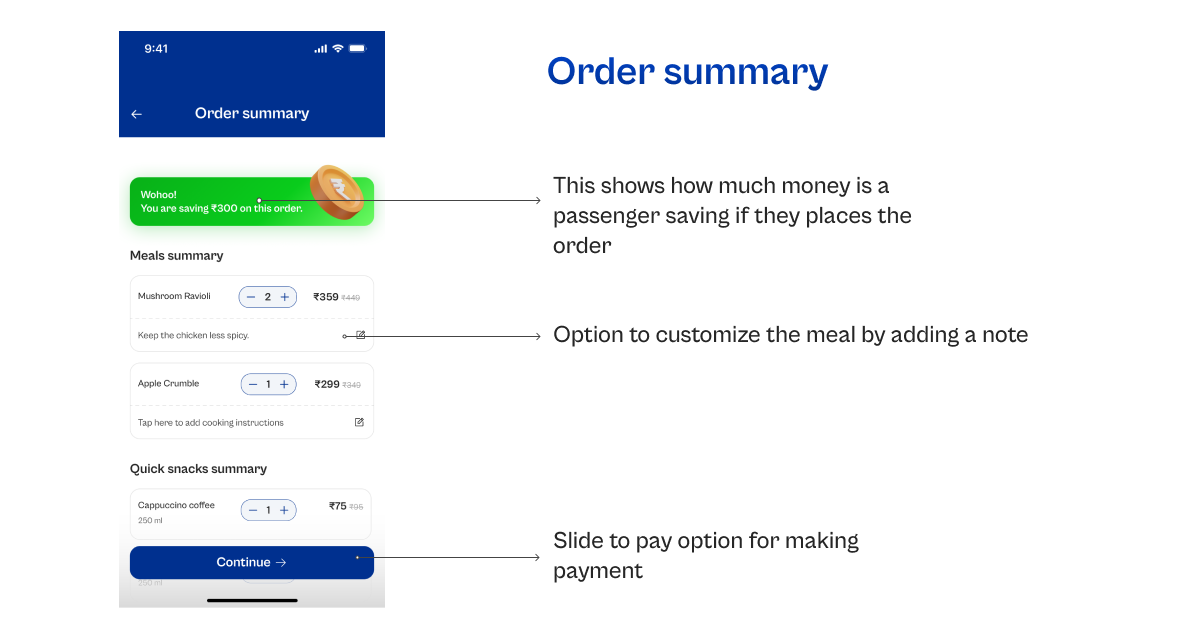 9:41
Order summary
Order summary
Wohoo!
You are saving ₹300 on this order.
This shows how much money is a
passenger saving if they places the
order
Meals summary
Mushroom Ravioli 2 ₹359 ₹449
Keep the chicken less spicy.
Option to customize the meal by adding a note
Apple Crumble 1 ₹299 ₹349
Tap here to add cooking instructions
Quick snacks summary
Cappuccino coffee 1 ₹75 ₹95
250 ml
Slide to pay option for making
payment
Continue
250 ml